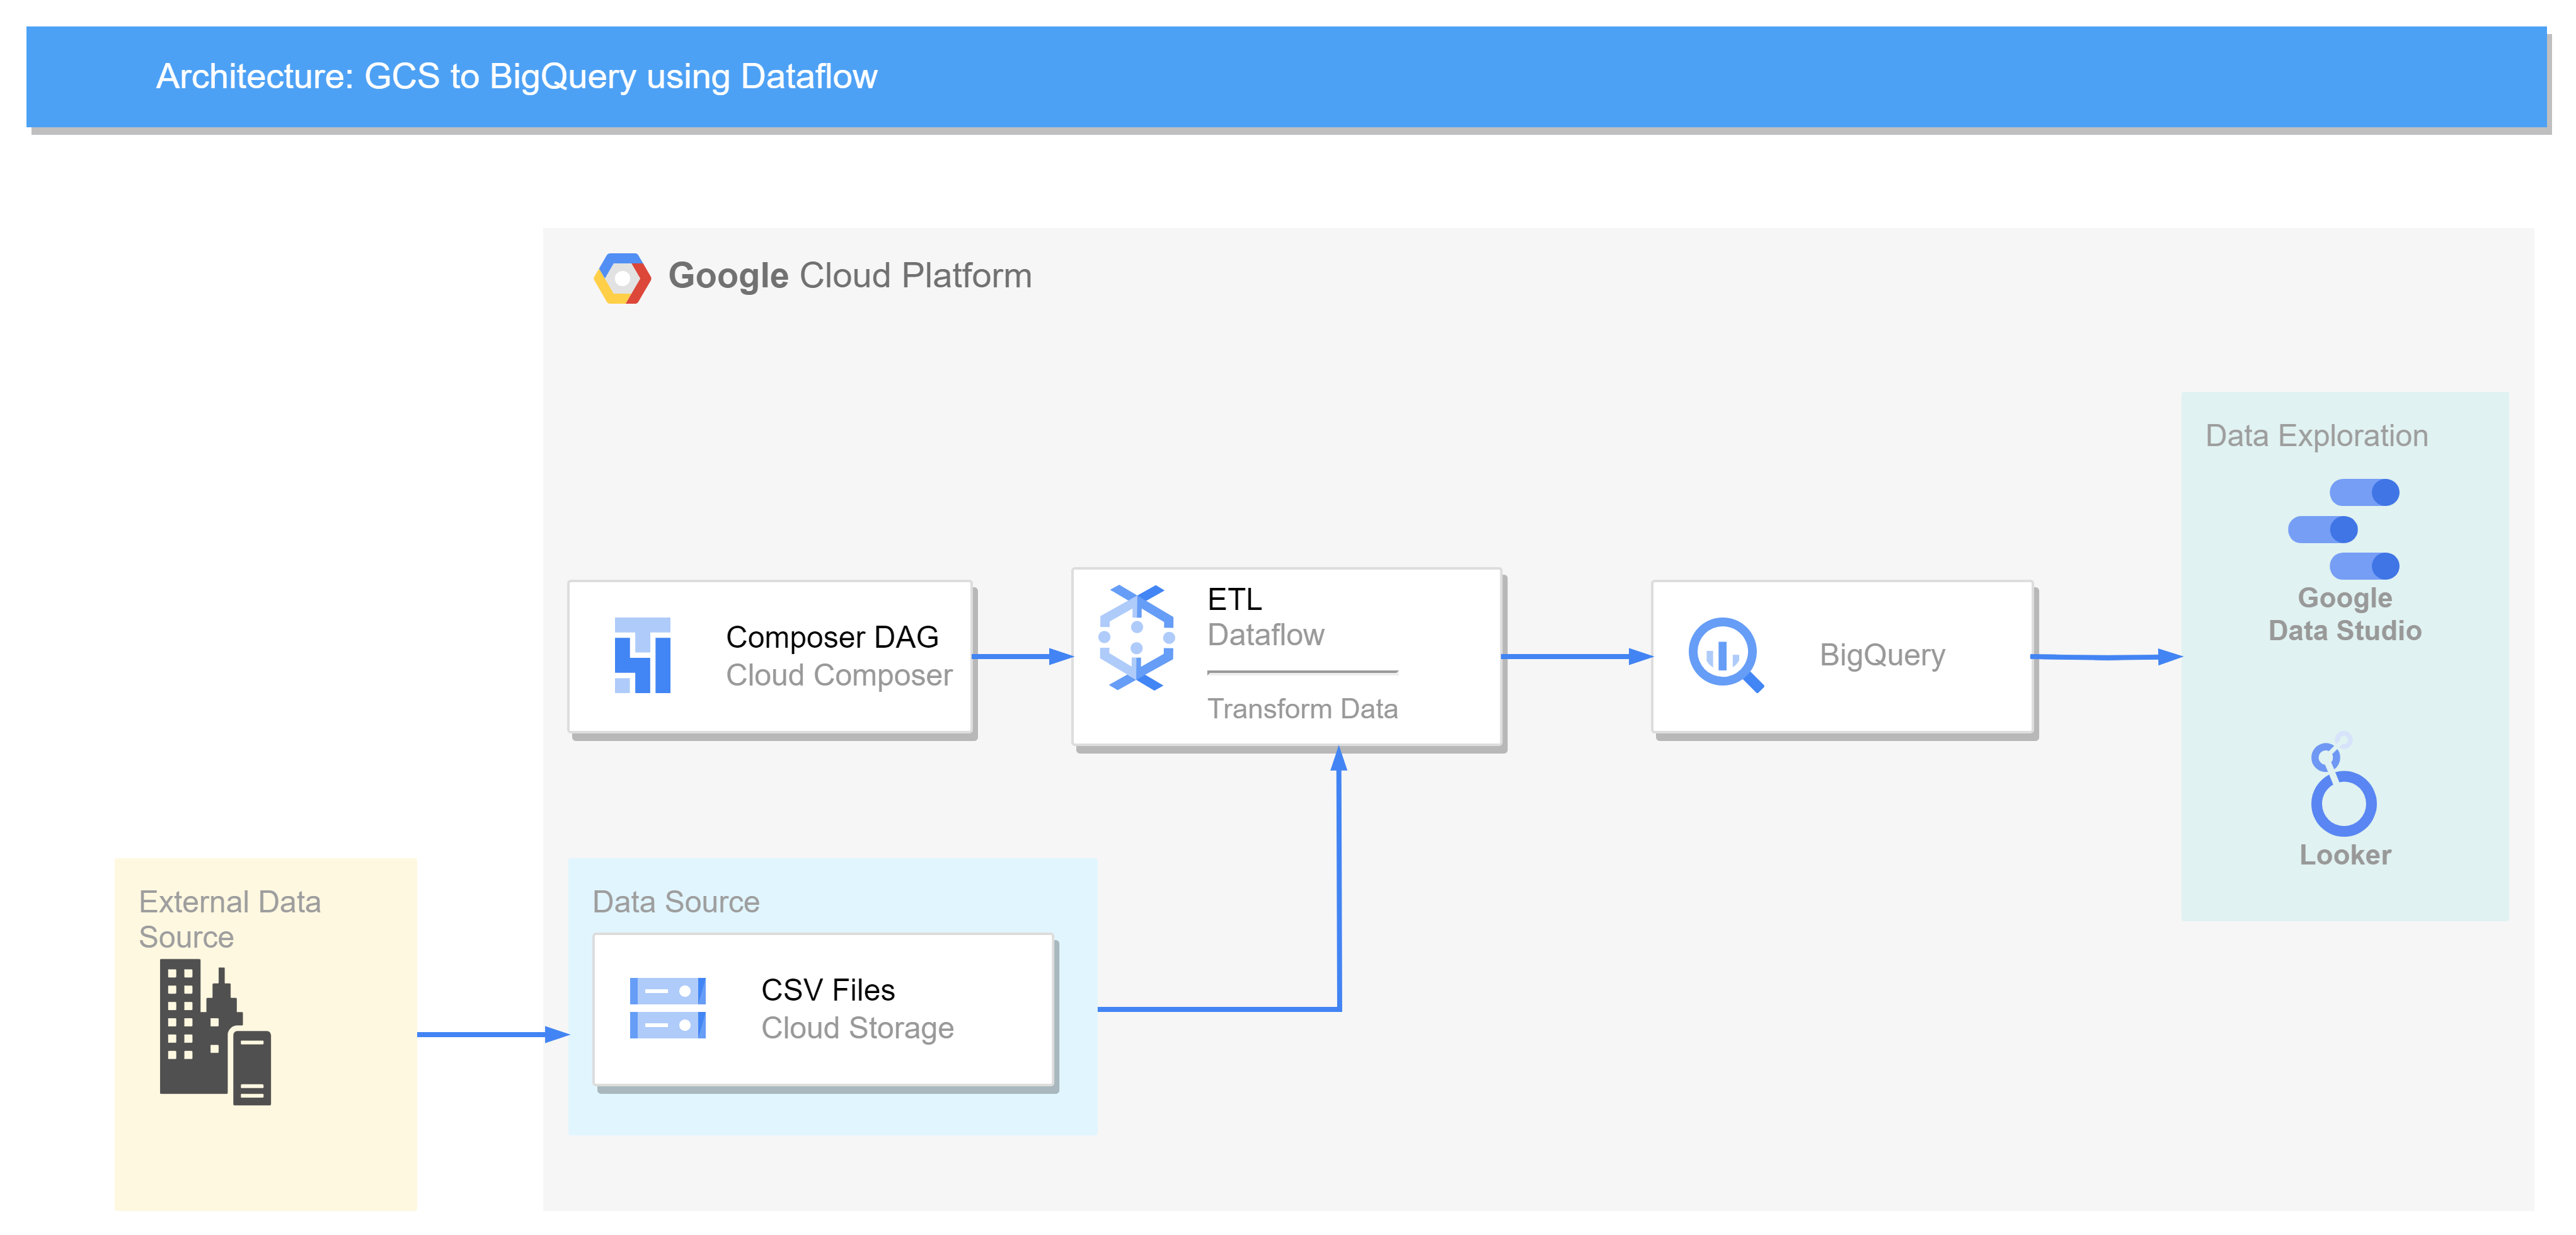 Architecture: GCS to BigQuery using Dataflow
Google Cloud Platform
Data Exploration
Google
Data Studio
Looker
Composer DAG
Cloud Composer
ETL
Dataflow
Transform Data
BigQuery
External Data
Source
Data Source
CSV Files
Cloud Storage